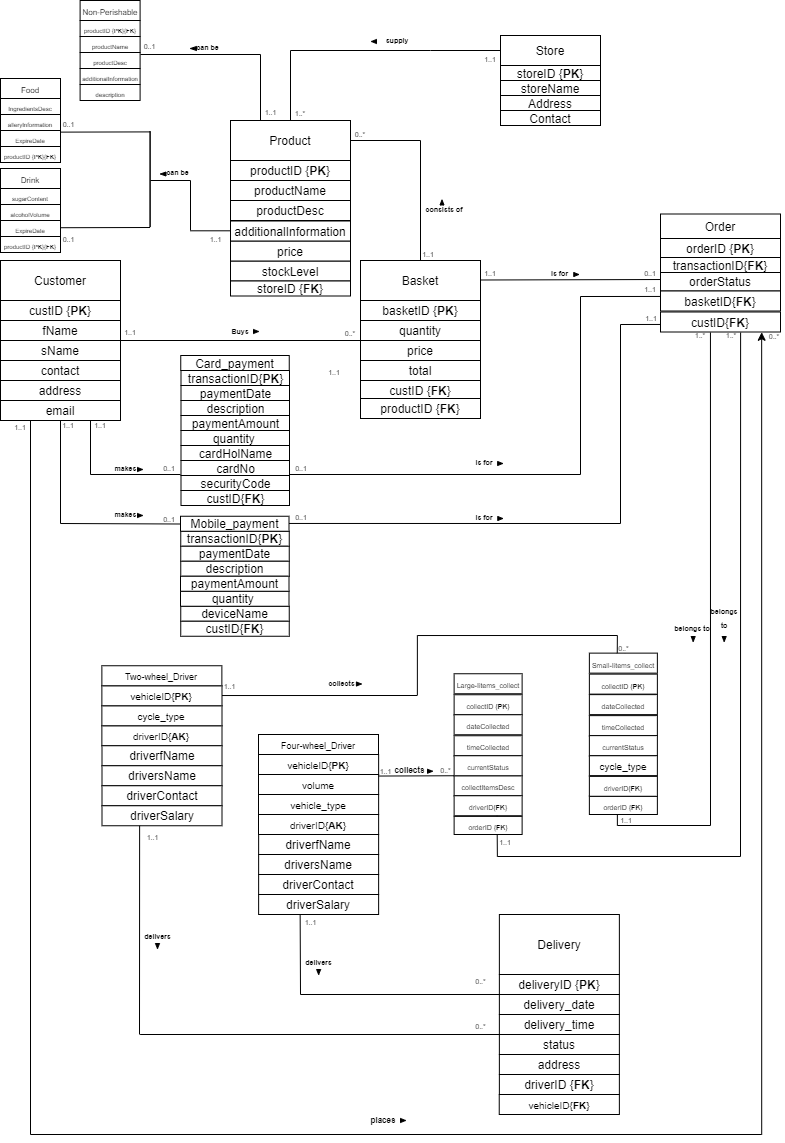 Non-Perishable
productID {PK}{FK}
productName
productDesc
additionalInformation
description
0..1
can be
supply
1..1
1..1
1..*
Store
storeID {PK}
storeName
Address
Contact
Food
IngredientsDesc
allergyInformation
ExpireDate
productID {PK}{FK}
0..1
can be
Drink
sugarContent
alcoholVolume
ExpireDate
productID {PK}{FK}
0..1
1..1
Product
productID {PK}
productName
productDesc
additionalInformation
price
stockLevel
storeID {FK}
0..*
consists of
1..1
Order
orderID {PK}
transactionID{FK}
orderStatus
basketID{FK}
custID{FK}
1..1
is for
0..1
1..1
1..1
1..*
1..*
0..*
Customer
custID {PK}
fName
sName
contact
address
email
1..1
Buys
0..*
1..1
1..1
1..1
1..1
Basket
basketID {PK}
quantity
price
total
custID {FK}
productID {FK}
Card_payment
transactionID{PK}
paymentDate
description
paymentAmount
quantity
cardHolName
cardNo
securityCode
custID{FK}
makes
0..1
0..1
is for
Mobile_payment
transactionID{PK}
paymentDate
description
paymentAmount
quantity
deviceName
custID{FK}
makes
0..1
0..1
is for
belongs
to
belongs to
Two-wheel_Driver
vehicleID{PK}
cycle_type
driverID{AK}
driverfName
driversName
driverContact
driverSalary
1..1
collects
0..*
1..1
Small-Items_collect
collectID {PK}
dateCollected
timeCollected
currentStatus
cycle_type
driverID{FK}
orderID {FK}
1..1
Large-Items_collect
collectID {PK}
dateCollected
timeCollected
currentStatus
collectItemsDesc
driverID{FK}
orderID {FK}
1..1
Four-wheel_Driver
vehicleID{PK}
volume
vehicle_type
driverID{AK}
driverfName
driversName
driverContact
driverSalary
1..1
collects
0..*
1..1
delivers
delivers
0..*
0..*
Delivery
deliveryID {PK}
delivery_date
delivery_time
status
address
driverID {FK}
vehicleID{FK}
places